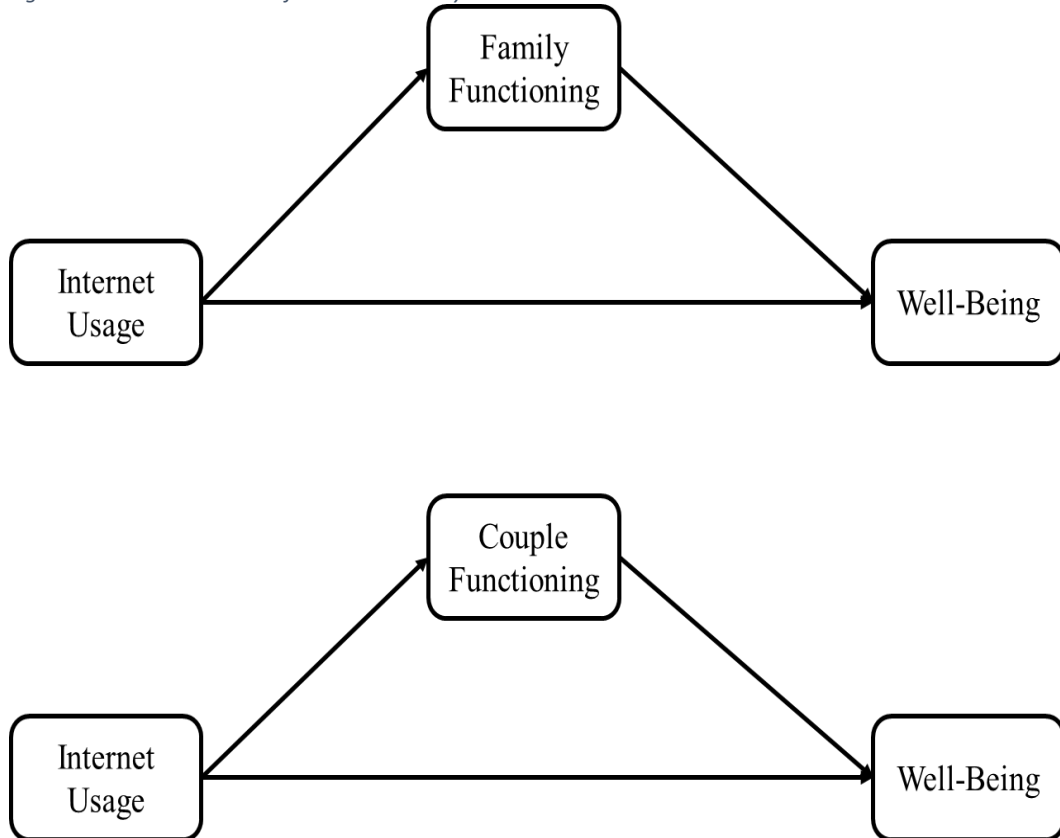 Family
Functioning
Internet
Usage
Well-Being
Couple
Functioning
Internet
Usage
Well-Being